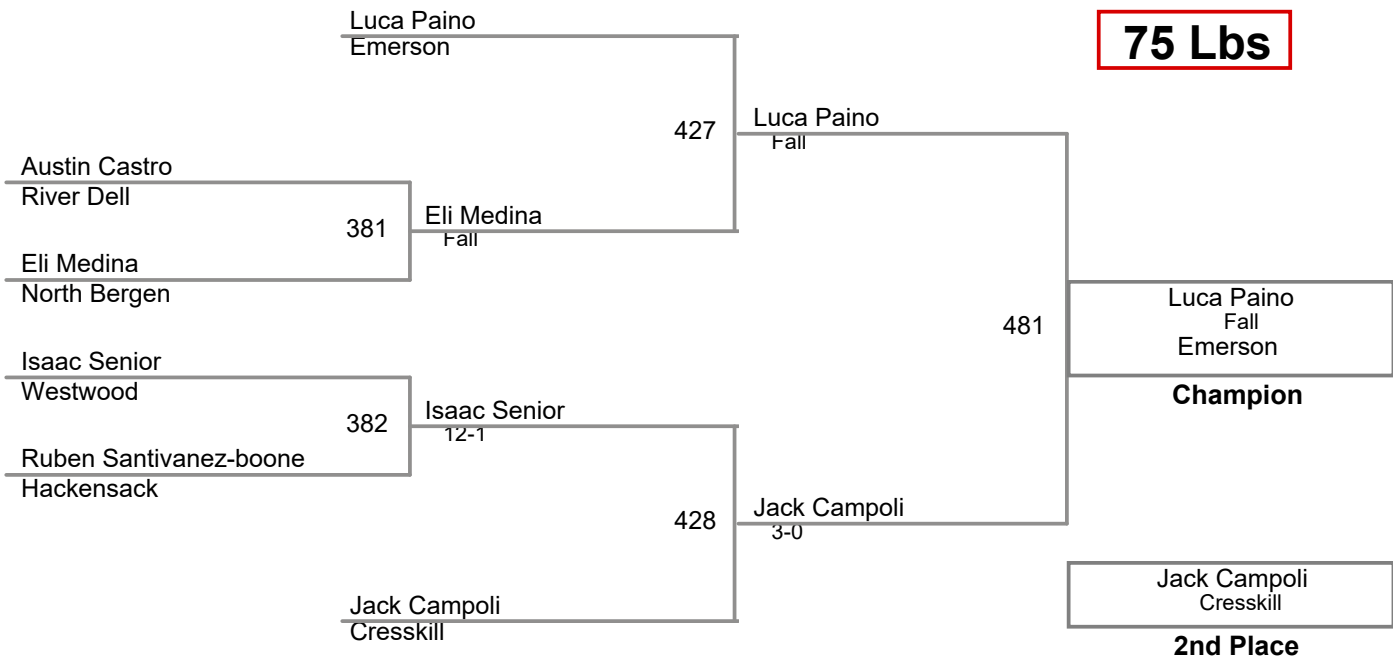 Luca Paino
Emerson
75 Lbs
427
Luca Paino
Fall
Austin Castro
River Dell
381
Eli Medina
Fall
Eli Medina
North Bergen
481
Luca Paino
Fall
Emerson
Champion
Isaac Senior
Westwood
382
Isaac Senior
12-1
Ruben Santivanez-boone
Hackensack
428
Jack Campoli
3-0
Jack Campoli
Cresskill
Jack Campoli
Cresskill
2nd Place